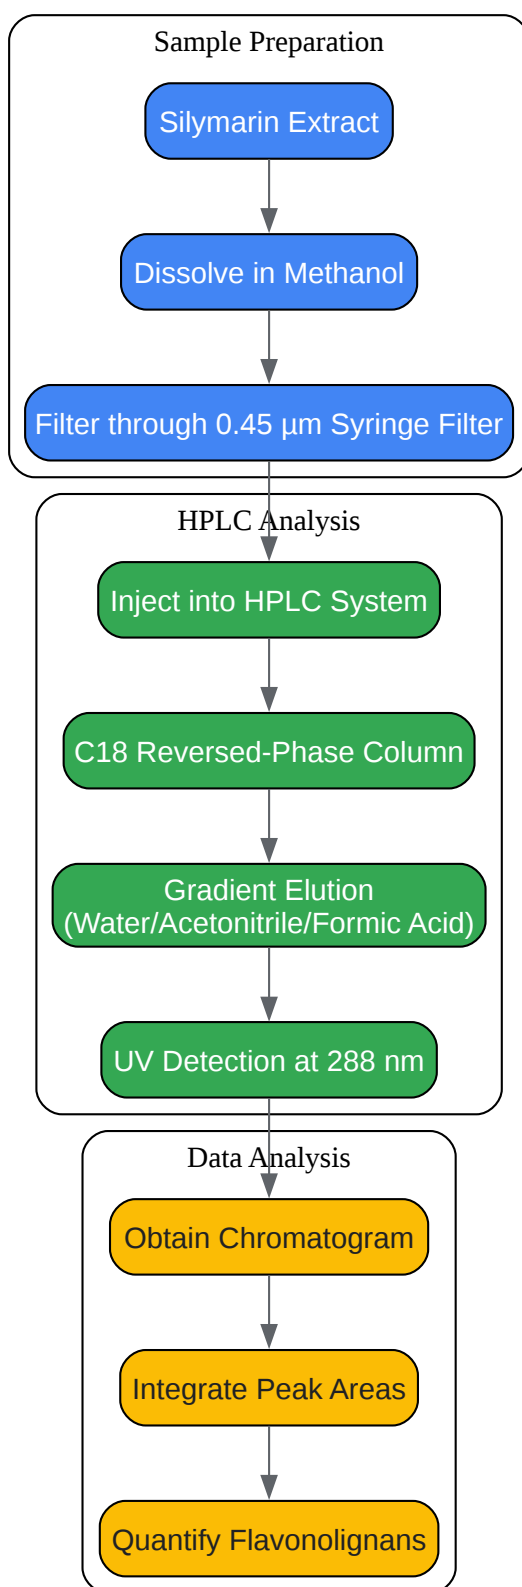 Sample Preparation
Silymarin Extract
Dissolve in Methanol
Filter through 0.45 µm Syringe Filter
HPLC Analysis
Inject into HPLC System
C18 Reversed-Phase Column
Gradient Elution
(Water/Acetonitrile/Formic Acid)
UV Detection at 288 nm
Data Analysis
Obtain Chromatogram
Integrate Peak Areas
Quantify Flavonolignans